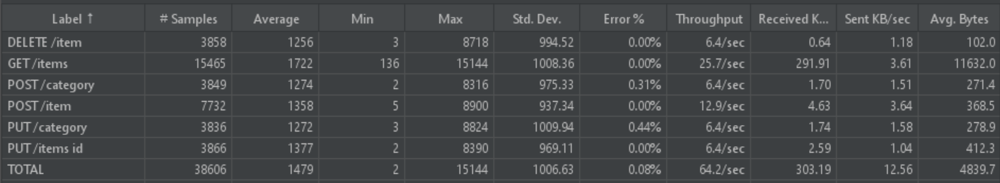 Label ↑ # Samples Average Min Max Std. Dev. Error % Throughput Received K... Sent KB/sec Avg. Bytes
DELETE /item 3858 1256 3 8718 994.52 0.00% 6.4/sec 0.64 1.18 102.0
GET /items 15465 1722 136 15144 1008.36 0.00% 25.7/sec 291.91 3.61 11632.0
POST /category 3849 1274 2 8316 975.33 0.31% 6.4/sec 1.70 1.51 271.4
POST /item 7732 1358 5 8900 937.34 0.00% 12.9/sec 4.63 3.64 368.5
PUT /category 3836 1272 3 8824 1009.94 0.44% 6.4/sec 1.74 1.58 278.9
PUT /items id 3866 1377 2 8390 969.11 0.00% 6.4/sec 2.59 1.04 412.3
TOTAL 38606 1479 2 15144 1006.63 0.08% 64.2/sec 303.19 12.56 4839.7